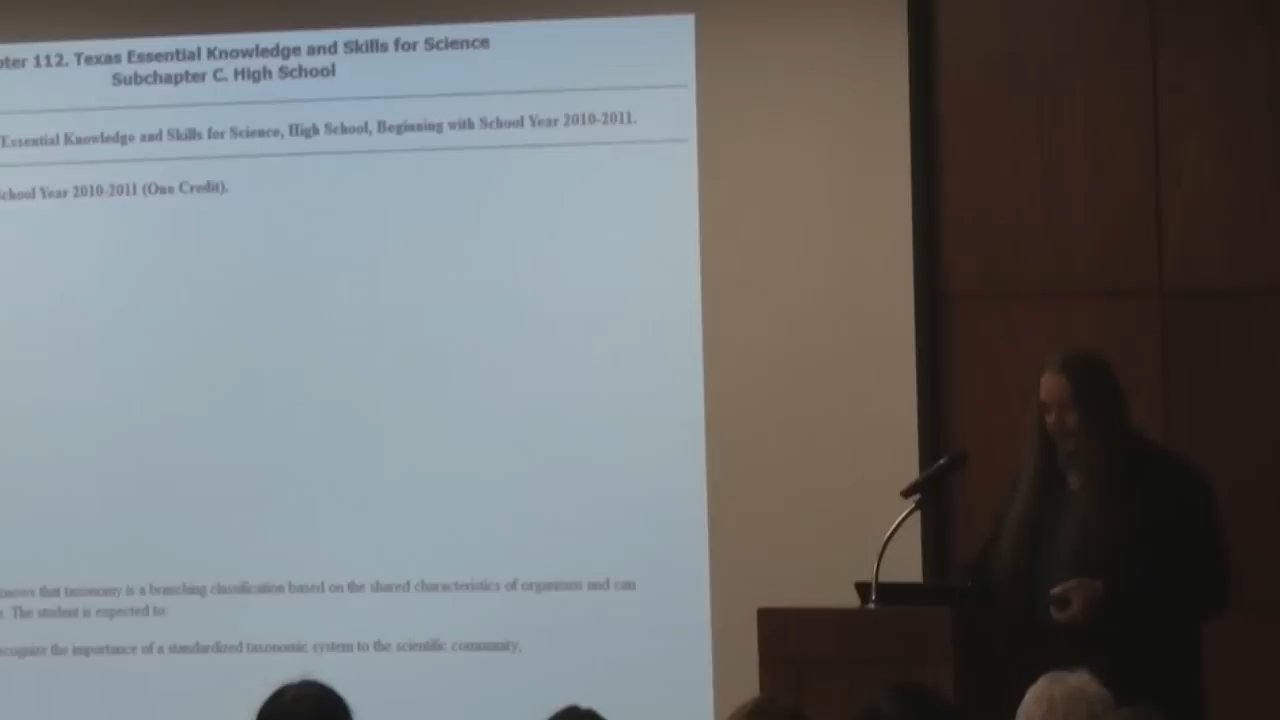 ter 112. Texas Essential Knowledge and Skills for Science
Subchapter C. High School
Essential Knowledge and Skills for Science, High School, Beginning with School Year 2010-2011.
chool Year 2010-2011 (One Credit).
nows that taxonomy is a branching classification based on the shared characteristics of organisms and can
. The student is expected to:
ecognize the importance of a standardized taxonomic system to the scientific community;